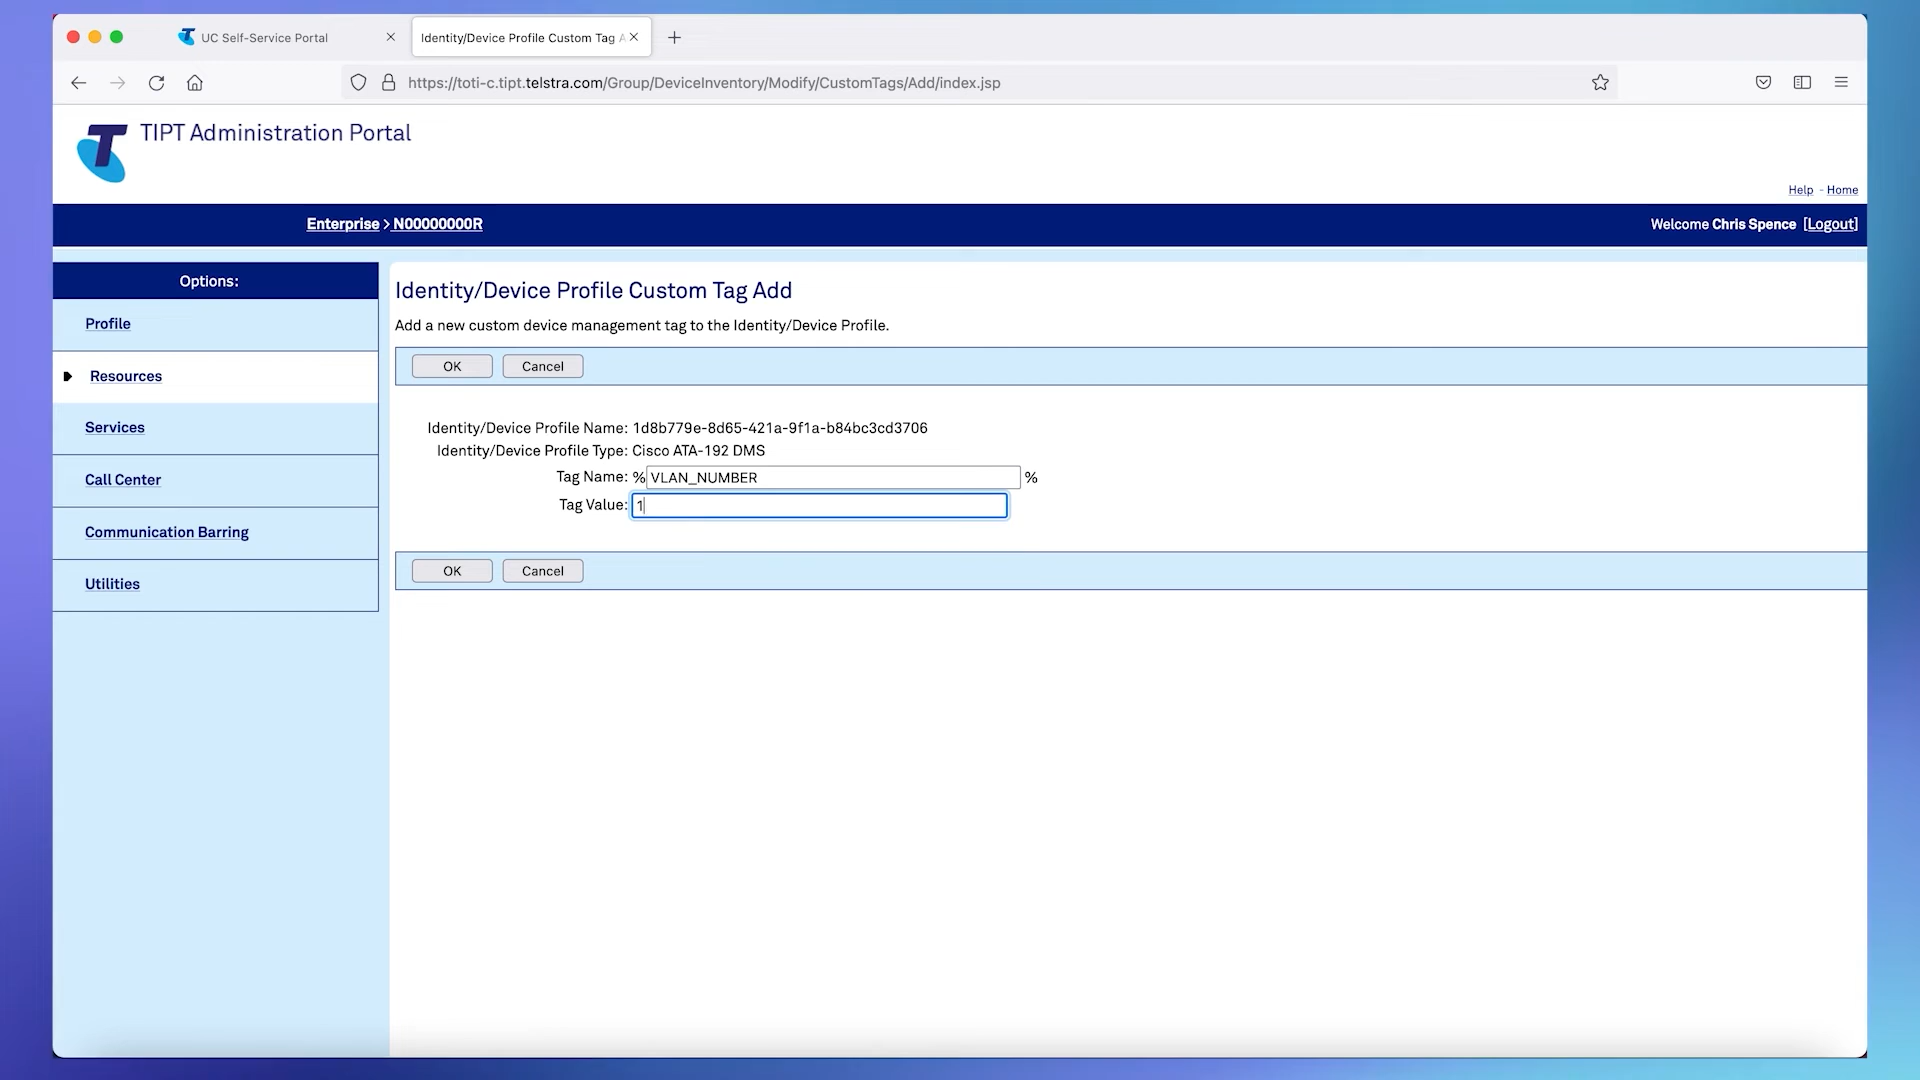 UC Self-Service Portal
Identity/Device Profile Custom Tag A
https://toti-c.tipt.telstra.com/Group/DeviceInventory/Modify/CustomTags/Add/index.jsp
TIPT Administration Portal
Help - Home
Enterprise > N00000000R
Welcome Chris Spence [Logout]
Options:
Profile
Resources
Services
Call Center
Communication Barring
Utilities
Identity/Device Profile Custom Tag Add
Add a new custom device management tag to the Identity/Device Profile.
OK Cancel
Identity/Device Profile Name: 1d8b779e-8d65-421a-9f1a-b84bc3cd3706
Identity/Device Profile Type: Cisco ATA-192 DMS
Tag Name: % VLAN_NUMBER %
Tag Value: 1
OK Cancel